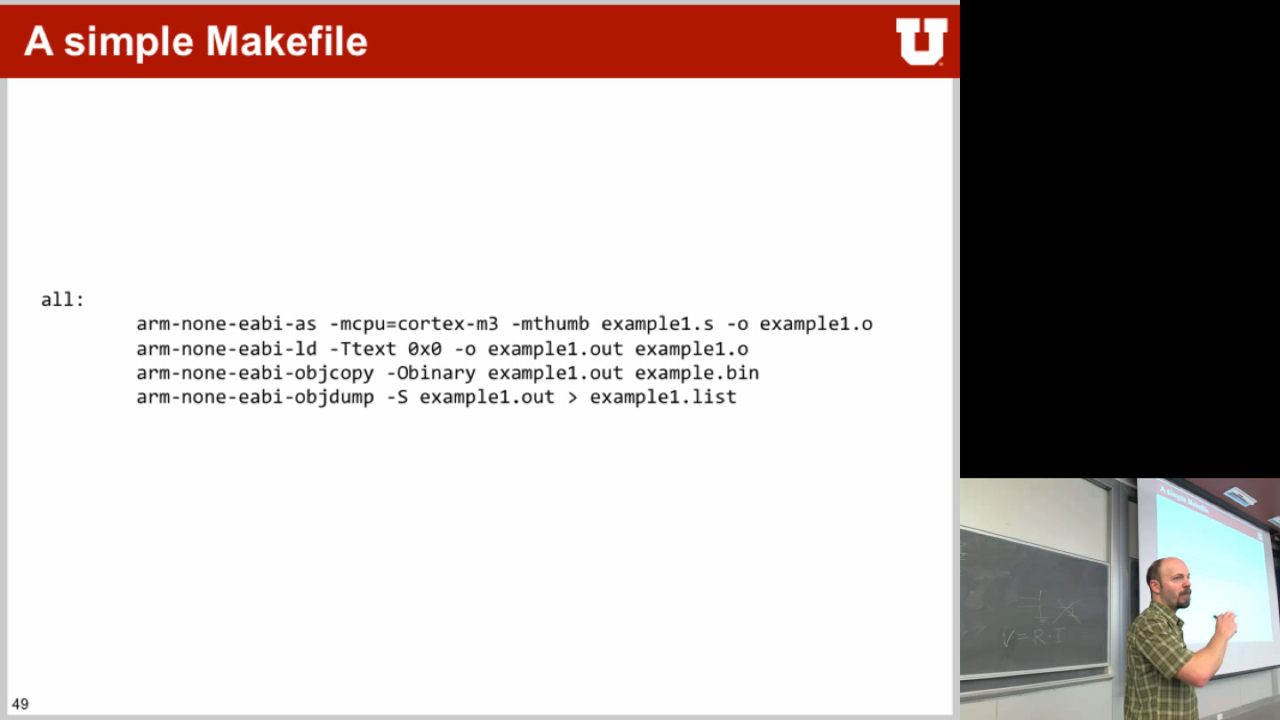 A simple Makefile
U
all:
arm-none-eabi-as -mcpu=cortex-m3 -mthumb example1.s -o example1.o
arm-none-eabi-ld -Ttext 0x0 -o example1.out example1.o
arm-none-eabi-objcopy -Obinary example1.out example.bin
arm-none-eabi-objdump -S example1.out > example1.list
49
A simple Makefile
V = R · I